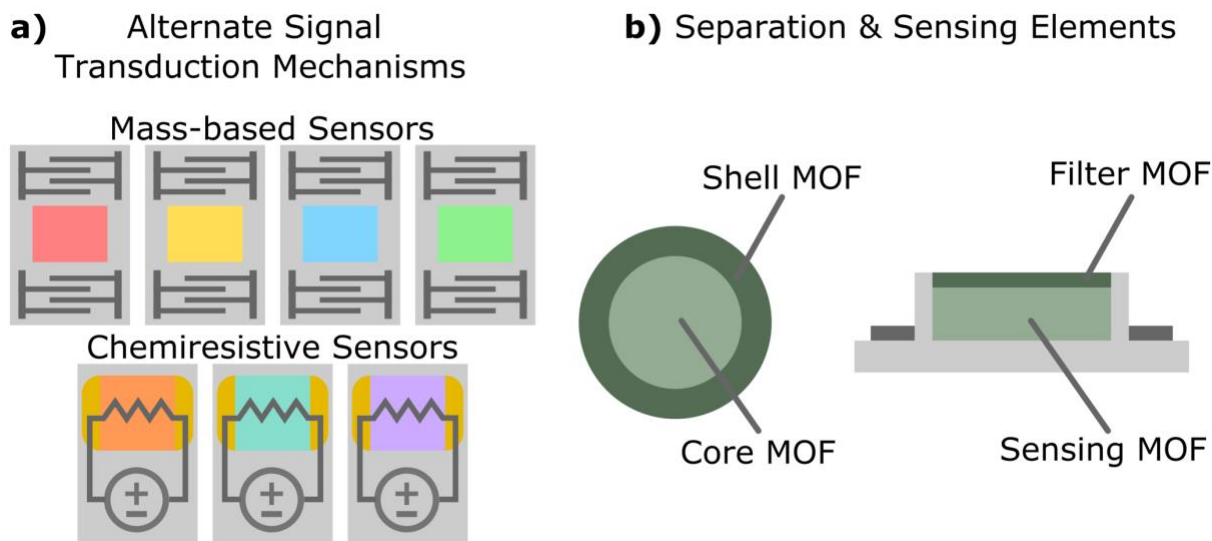 a) Alternate Signal
Transduction Mechanisms
Mass-based Sensors
Chemiresistive Sensors
b) Separation & Sensing Elements
Shell MOF
Core MOF
Filter MOF
Sensing MOF